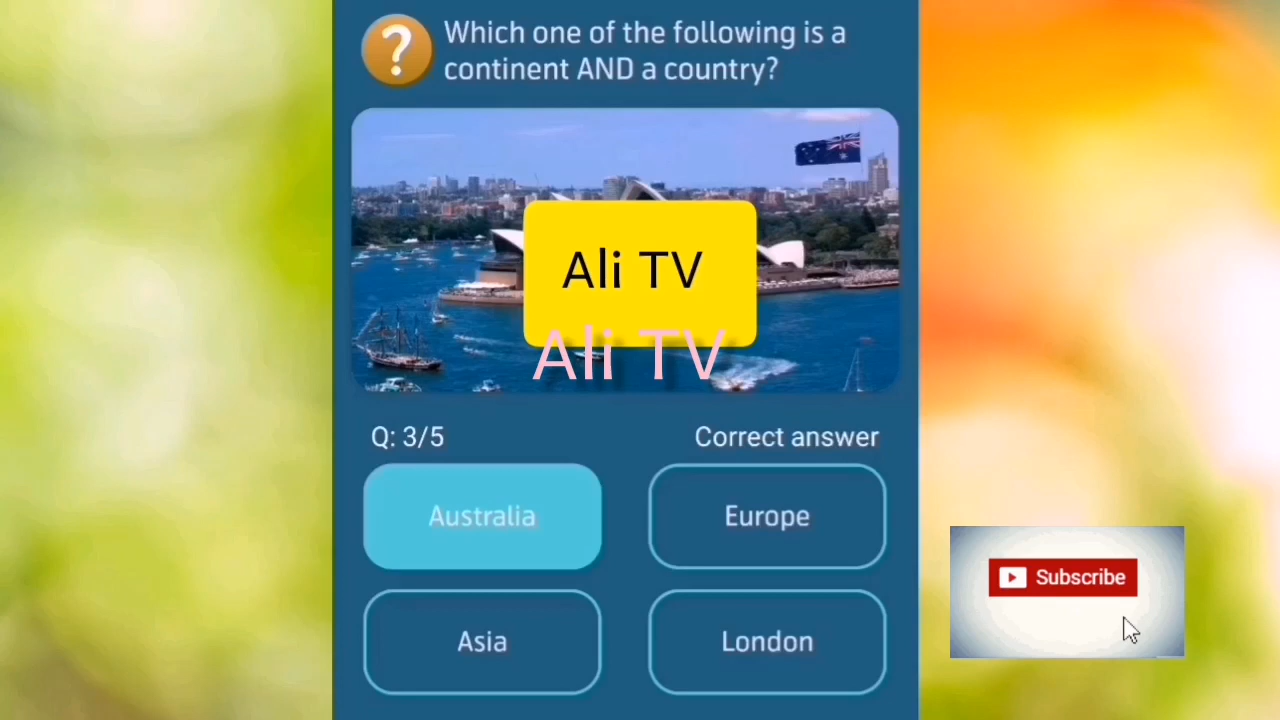 ?
Which one of the following is a
continent AND a country?
Ali TV
Ali TV
Q: 3/5
Correct answer
Australia
Europe
Asia
London
Subscribe